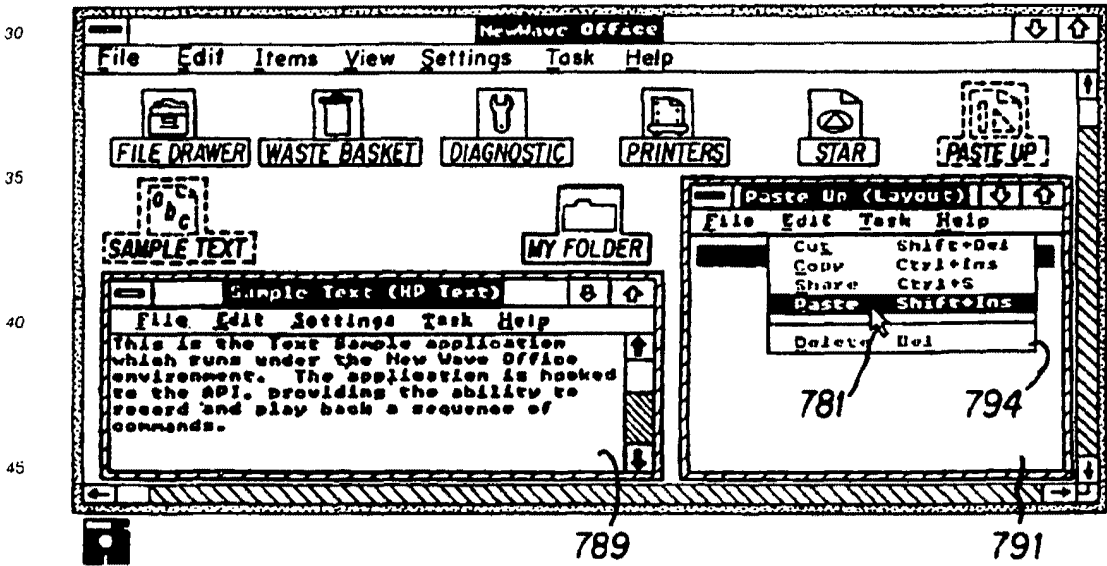 30
NewWave Office
File Edit Items View Settings Task Help
FILE DRAWER WASTE BASKET DIAGNOSTIC PRINTERS STAR PASTE UP
35
SAMPLE TEXT MY FOLDER
Paste Up (Layout)
File Edit Task Help
Cut Shift+Del
Copy Ctrl+Ins
Share Ctrl+S
Paste Shift+Ins
Delete Del
Sample Text (HP Text)
File Edit Settings Task Help
40
This is the Text Sample application
which runs under the New Wave Office
environment. The application is hooked
to the API, providing the ability to
record and play back a sequence of
commands.
781 794
45
789 791